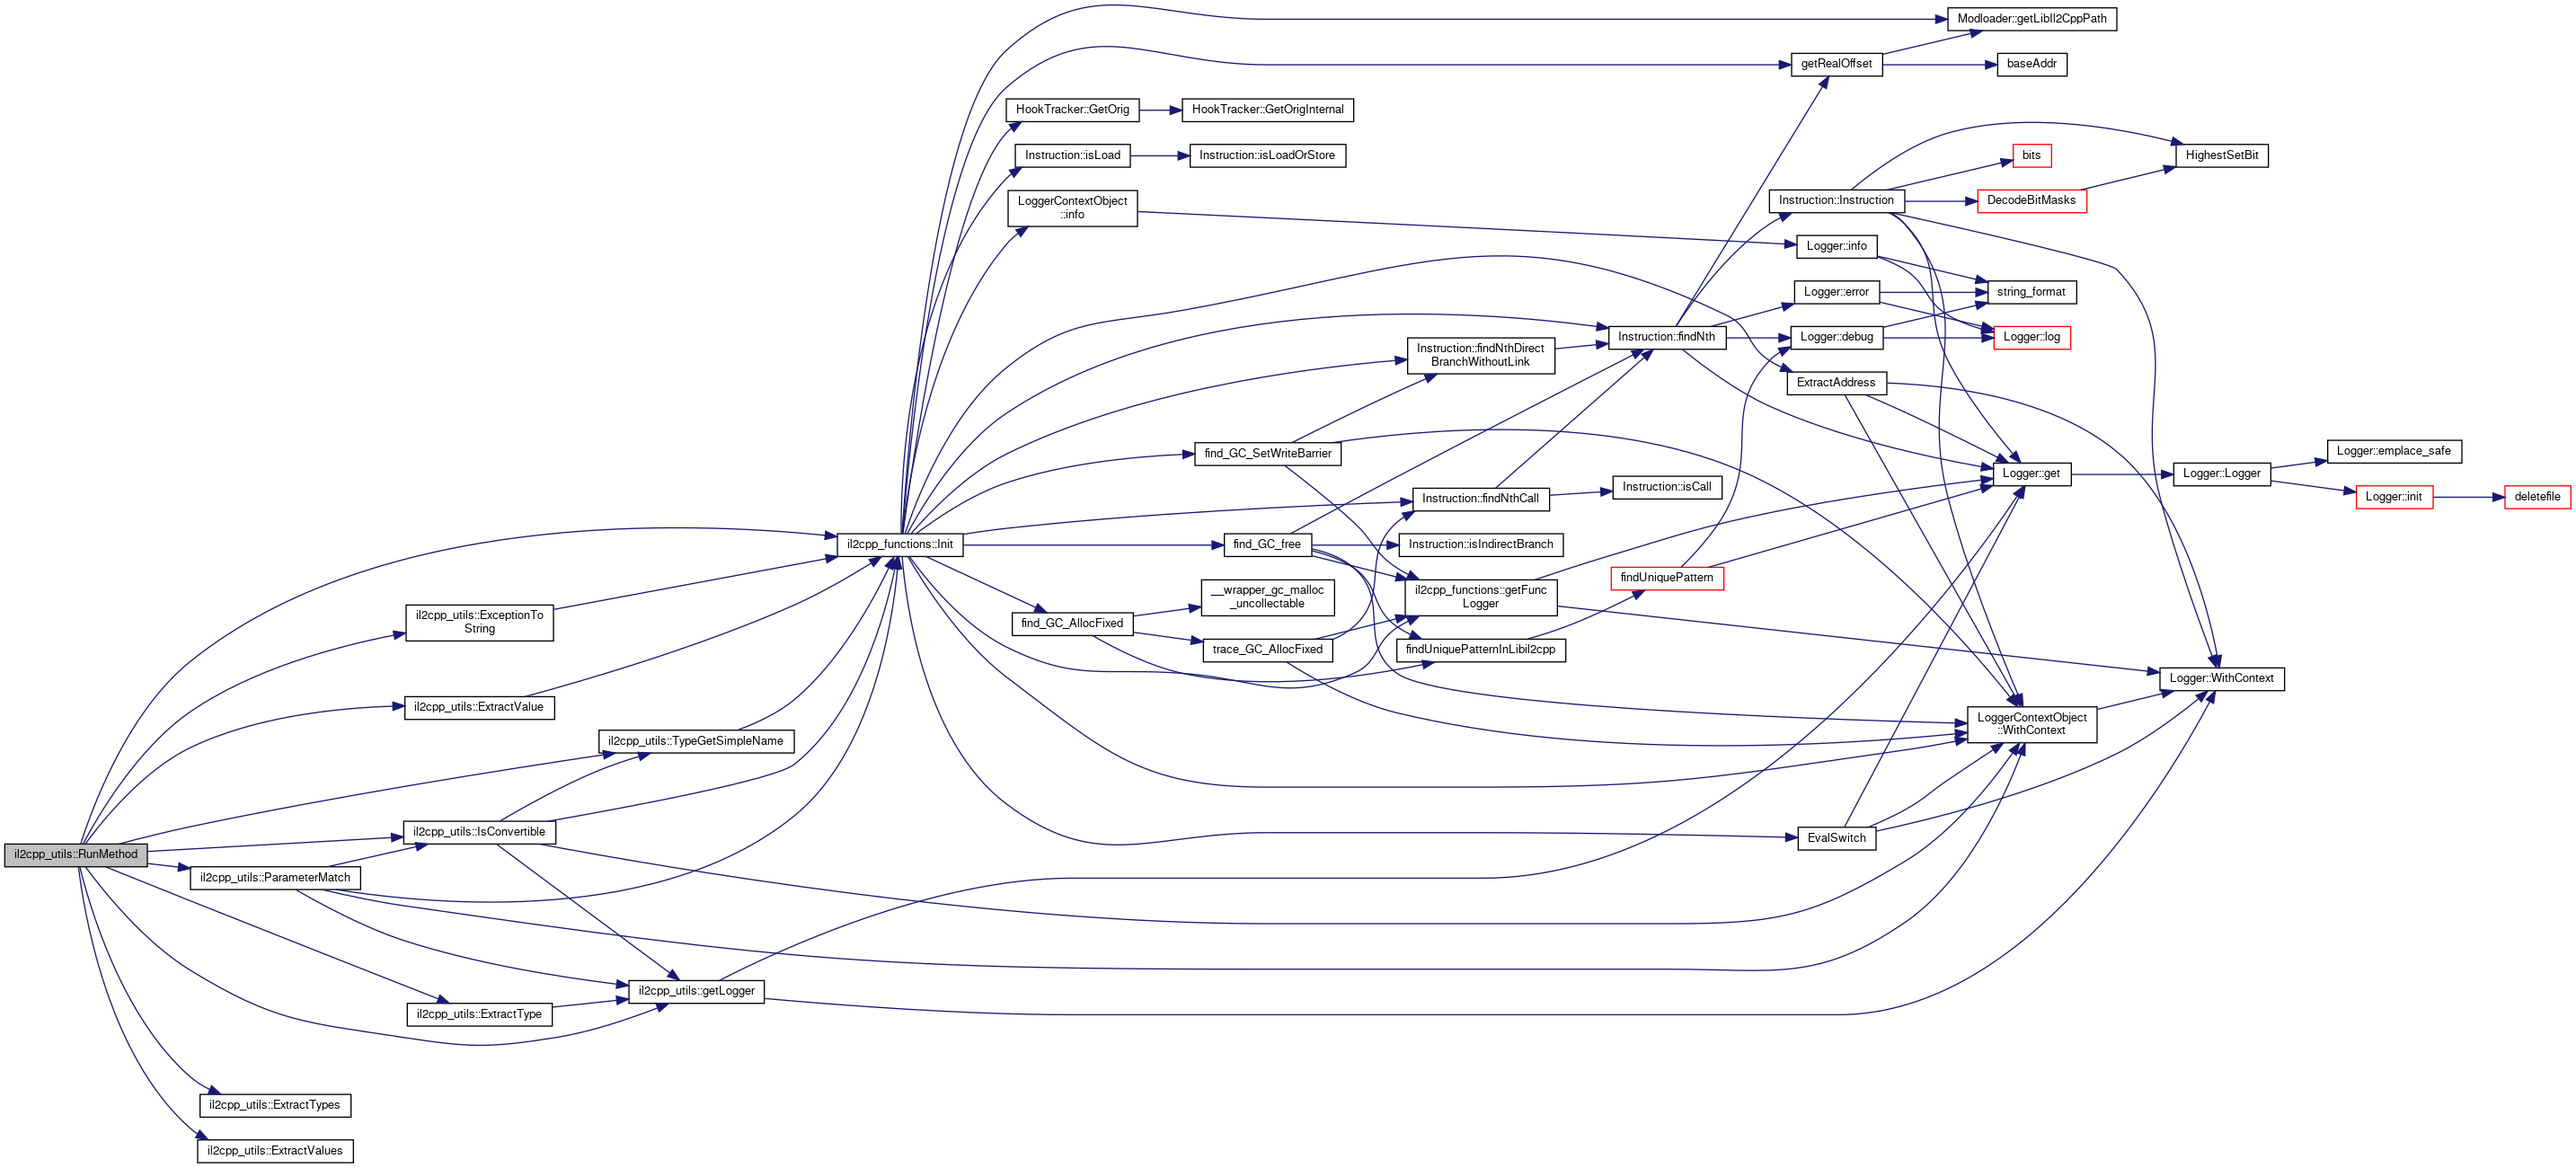 Modloader::getLibIl2CppPath
getRealOffset
baseAddr
HookTracker::GetOrig
HookTracker::GetOrigInternal
Instruction::isLoad
Instruction::isLoadOrStore
bits
HighestSetBit
LoggerContextObject
::info
Instruction::Instruction
DecodeBitMasks
Logger::info
Logger::error
string_format
Instruction::findNth
Logger::debug
Logger::log
Instruction::findNthDirect
BranchWithoutLink
ExtractAddress
find_GC_SetWriteBarrier
Logger::get
Logger::Logger
Logger::emplace_safe
Instruction::findNthCall
Instruction::isCall
Logger::init
deletefile
il2cpp_functions::Init
find_GC_free
Instruction::isIndirectBranch
findUniquePattern
__wrapper_gc_malloc
_uncollectable
il2cpp_functions::getFunc
Logger
il2cpp_utils::ExceptionTo
String
find_GC_AllocFixed
trace_GC_AllocFixed
findUniquePatternInLibil2cpp
Logger::WithContext
il2cpp_utils::ExtractValue
LoggerContextObject
::WithContext
il2cpp_utils::TypeGetSimpleName
il2cpp_utils::IsConvertible
EvalSwitch
il2cpp_utils::RunMethod
il2cpp_utils::ParameterMatch
il2cpp_utils::getLogger
il2cpp_utils::ExtractType
il2cpp_utils::ExtractTypes
il2cpp_utils::ExtractValues